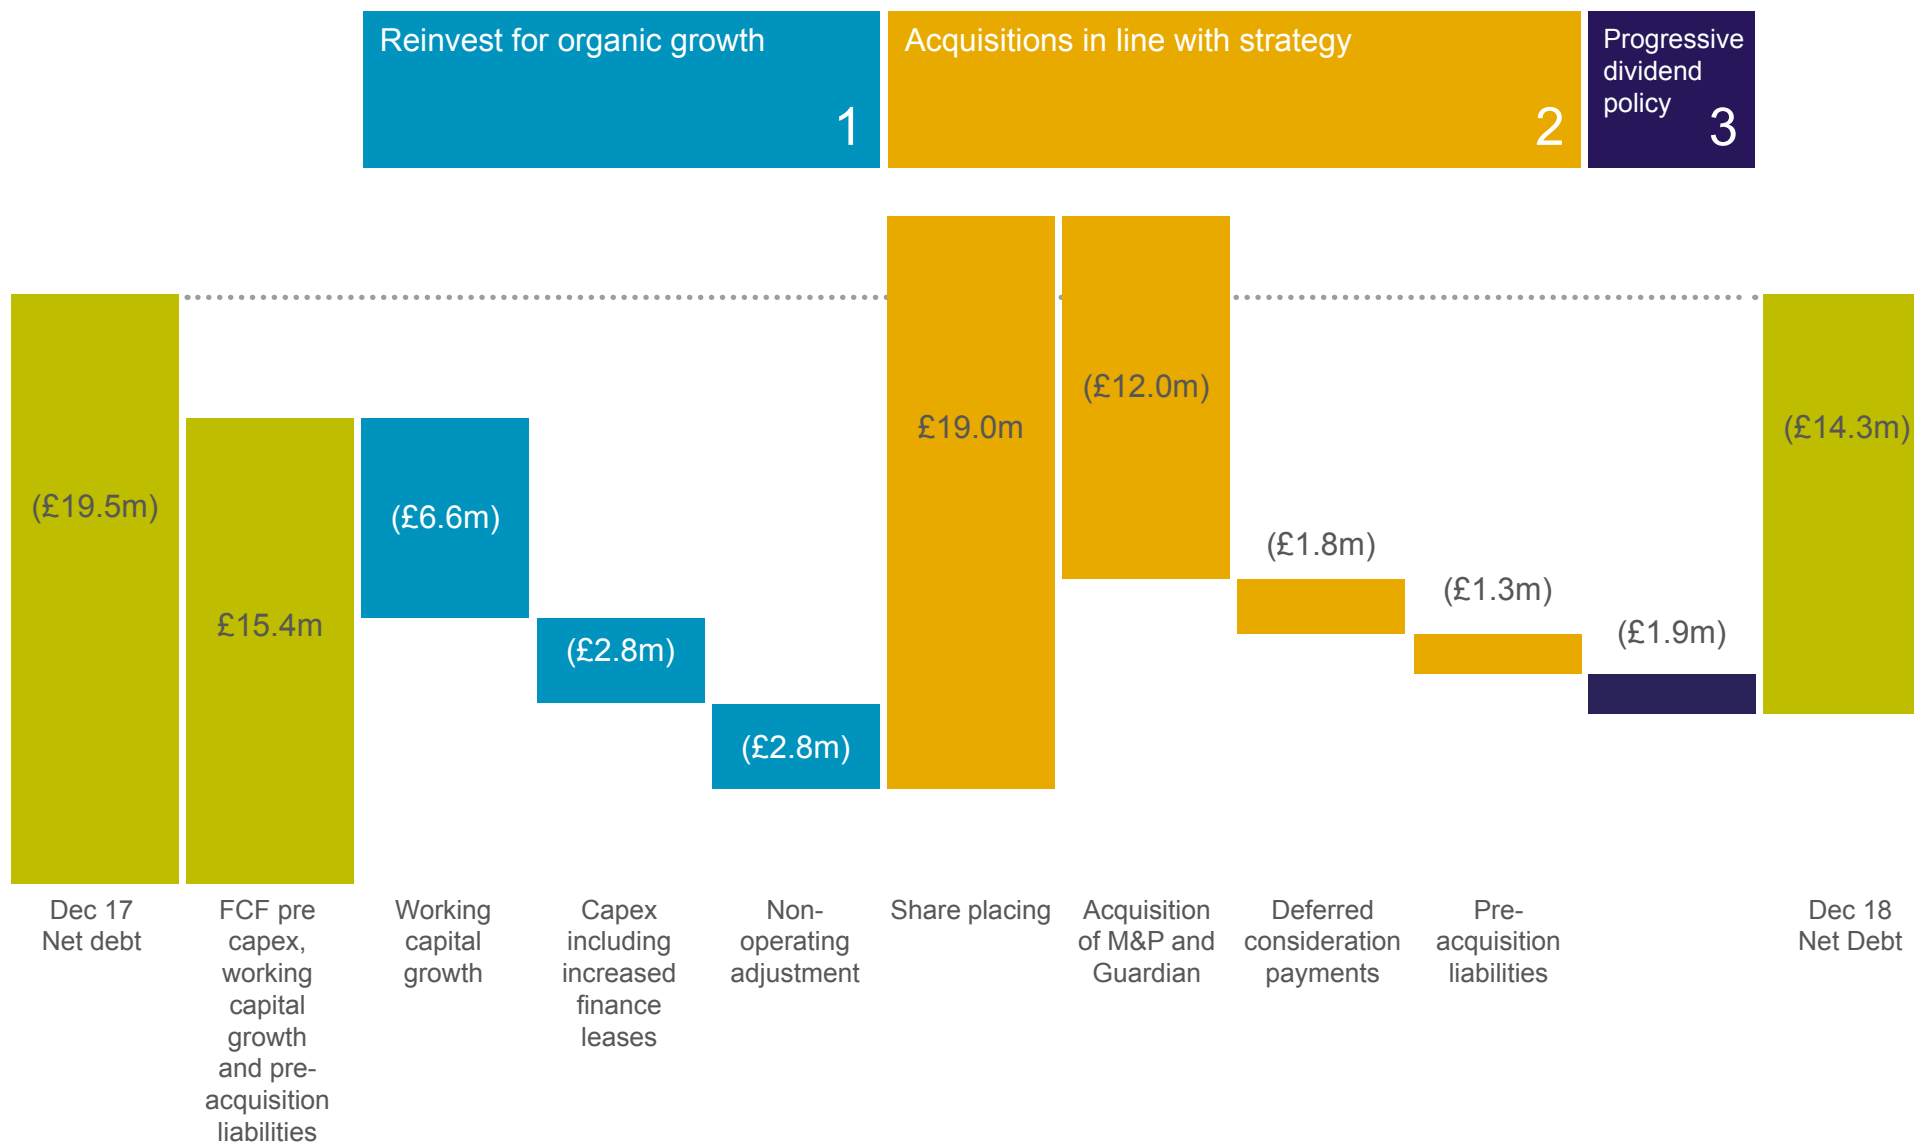 Reinvest for organic growth
1
Acquisitions in line with strategy
2
Progressive
dividend
policy
3
(£19.5m)
£15.4m
(£6.6m)
(£2.8m)
(£2.8m)
£19.0m
(£12.0m)
(£1.8m)
(£1.3m)
(£1.9m)
(£14.3m)
Dec 17
Net debt
FCF pre
capex,
working
capital
growth
and pre-
acquisition
liabilities
Working
capital
growth
Capex
including
increased
finance
leases
Non-
operating
adjustment
Share placing
Acquisition
of M&P and
Guardian
Deferred
consideration
payments
Pre-
acquisition
liabilities
Dec 18
Net Debt